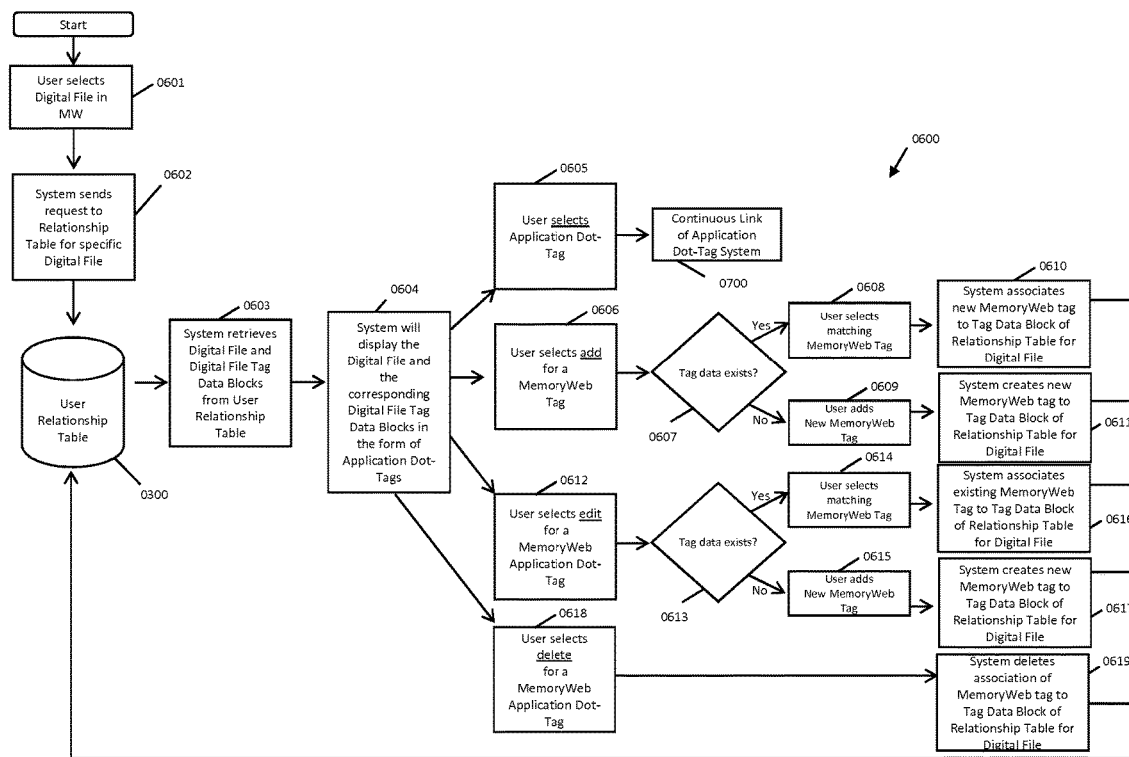 Start
0601
User selects
Digital File in
MW
0602
System sends
request to
Relationship
Table for specific
Digital File
User
Relationship
Table
0300
0603
System retrieves
Digital File and
Digital File Tag
Data Blocks
from User
Relationship
Table
0604
System will
display the
Digital File and
the
corresponding
Digital File Tag
Data Blocks in
the form of
Application Dot-
Tags
0600
0605
User selects
Application Dot-
Tag
Continuous Link
of Application
Dot-Tag System
0700
0606
User selects add
for a
MemoryWeb
Tag
Tag data exists?
0607
Yes
No
0608
User selects
matching
MemoryWeb Tag
0609
User adds
New MemoryWeb
Tag
0610
System associates
new MemoryWeb tag
to Tag Data Block of
Relationship Table for
Digital File
System creates new
MemoryWeb tag to
Tag Data Block of
Relationship Table for
Digital File
0611
0612
User selects edit
for a
MemoryWeb
Application Dot-
Tag
Tag data exists?
0613
Yes
No
0614
User selects
matching
MemoryWeb Tag
0615
User adds
New MemoryWeb
Tag
System associates
existing MemoryWeb
Tag to Tag Data Block
of Relationship Table
for Digital File
0616
System creates new
MemoryWeb tag to
Tag Data Block of
Relationship Table for
Digital File
0617
0618
User selects
delete
for a
MemoryWeb
Application Dot-
Tag
System deletes
association of
MemoryWeb tag to
Tag Data Block of
Relationship Table for
Digital File
0619